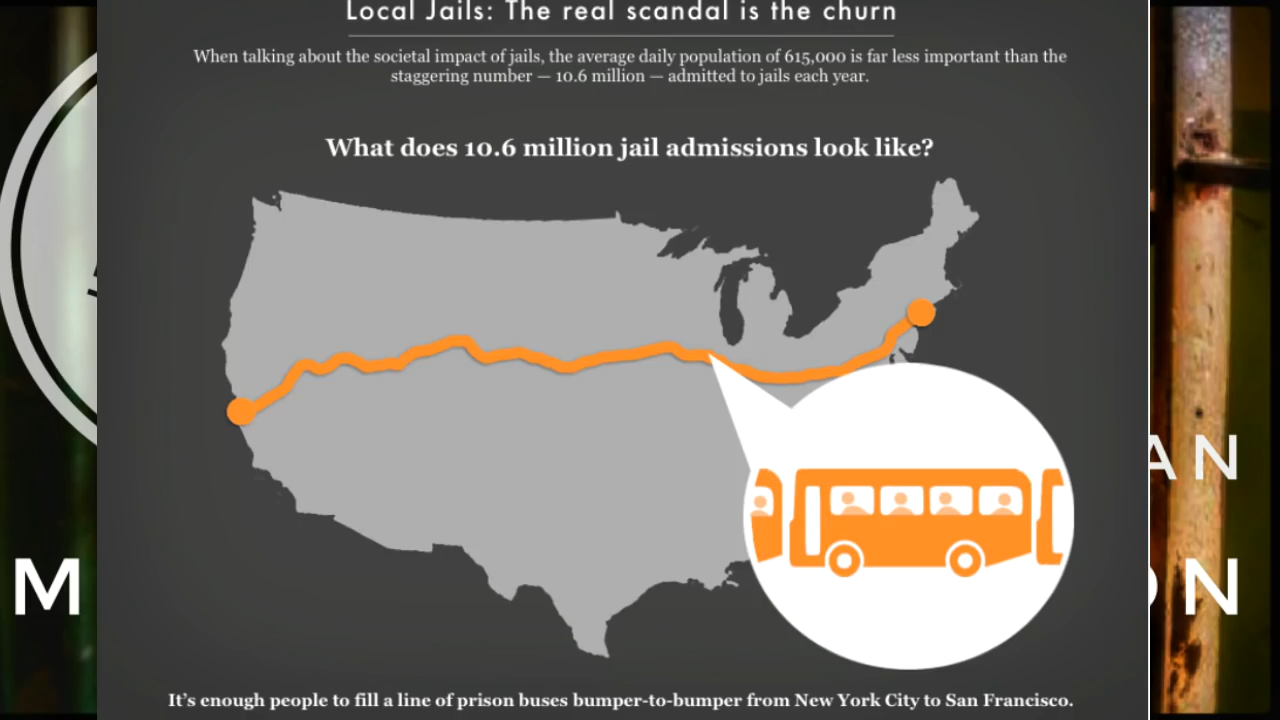 Local Jails: The real scandal is the churn
When talking about the societal impact of jails, the average daily population of 615,000 is far less important than the
staggering number — 10.6 million — admitted to jails each year.
What does 10.6 million jail admissions look like?
AN
M
ON
It's enough people to fill a line of prison buses bumper-to-bumper from New York City to San Francisco.